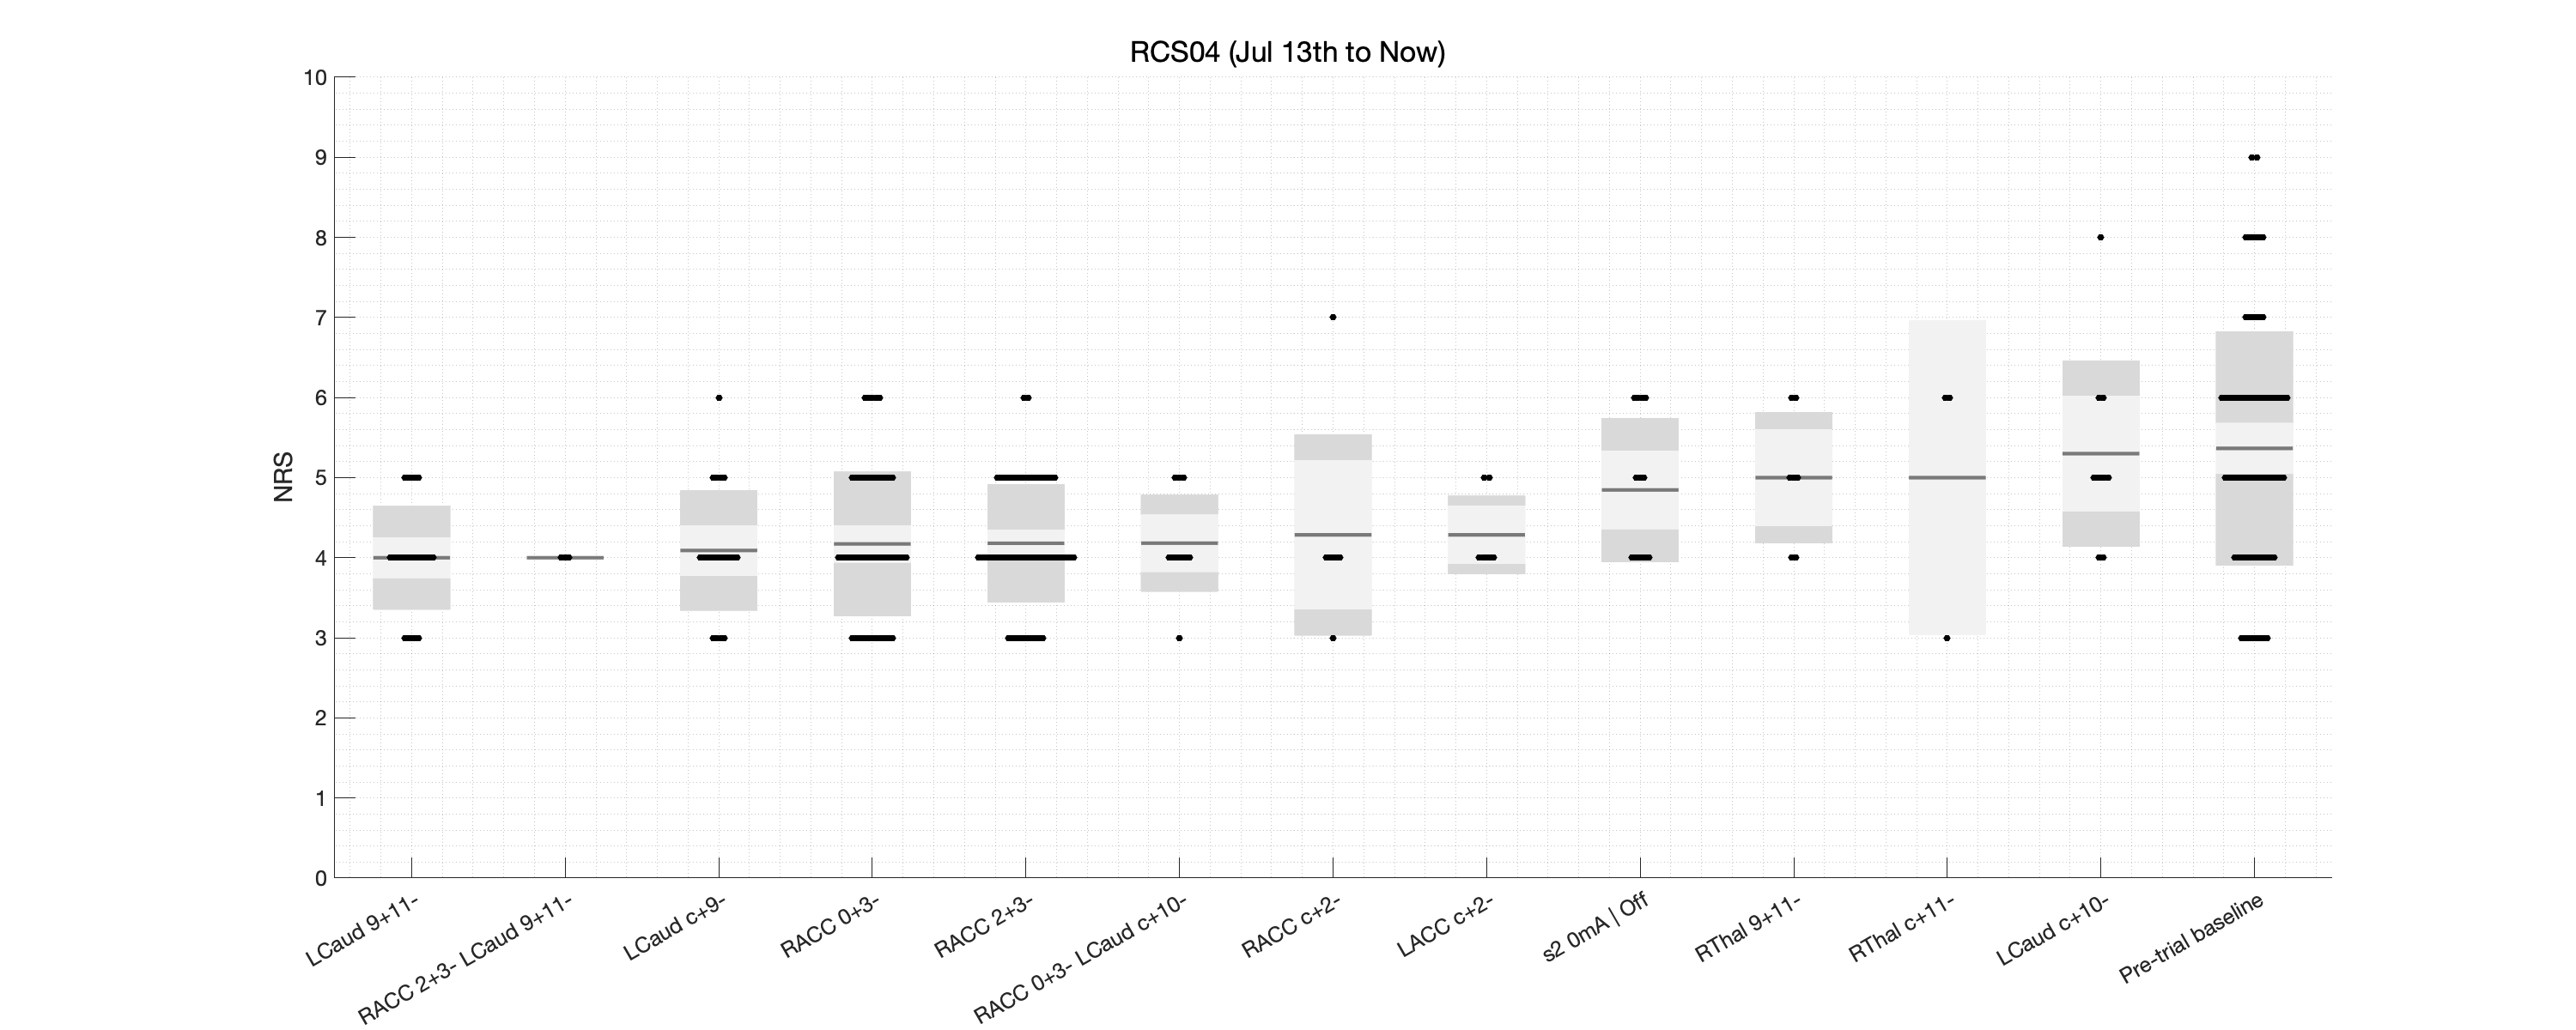 RCS04 (Jul 13th to Now)
10
9
8
7
6
5
4
3
2
1
0
NRS
LCaud 9+11-
RACC 2+3- LCaud 9+11-
LCaud c+9-
RACC 0+3-
RACC 2+3-
RACC 0+3- LCaud c+10-
RACC c+2-
LACC c+2-
s2 0mA | Off
RThal 9+11-
RThal c+11-
LCaud c+10-
Pre-trial baseline